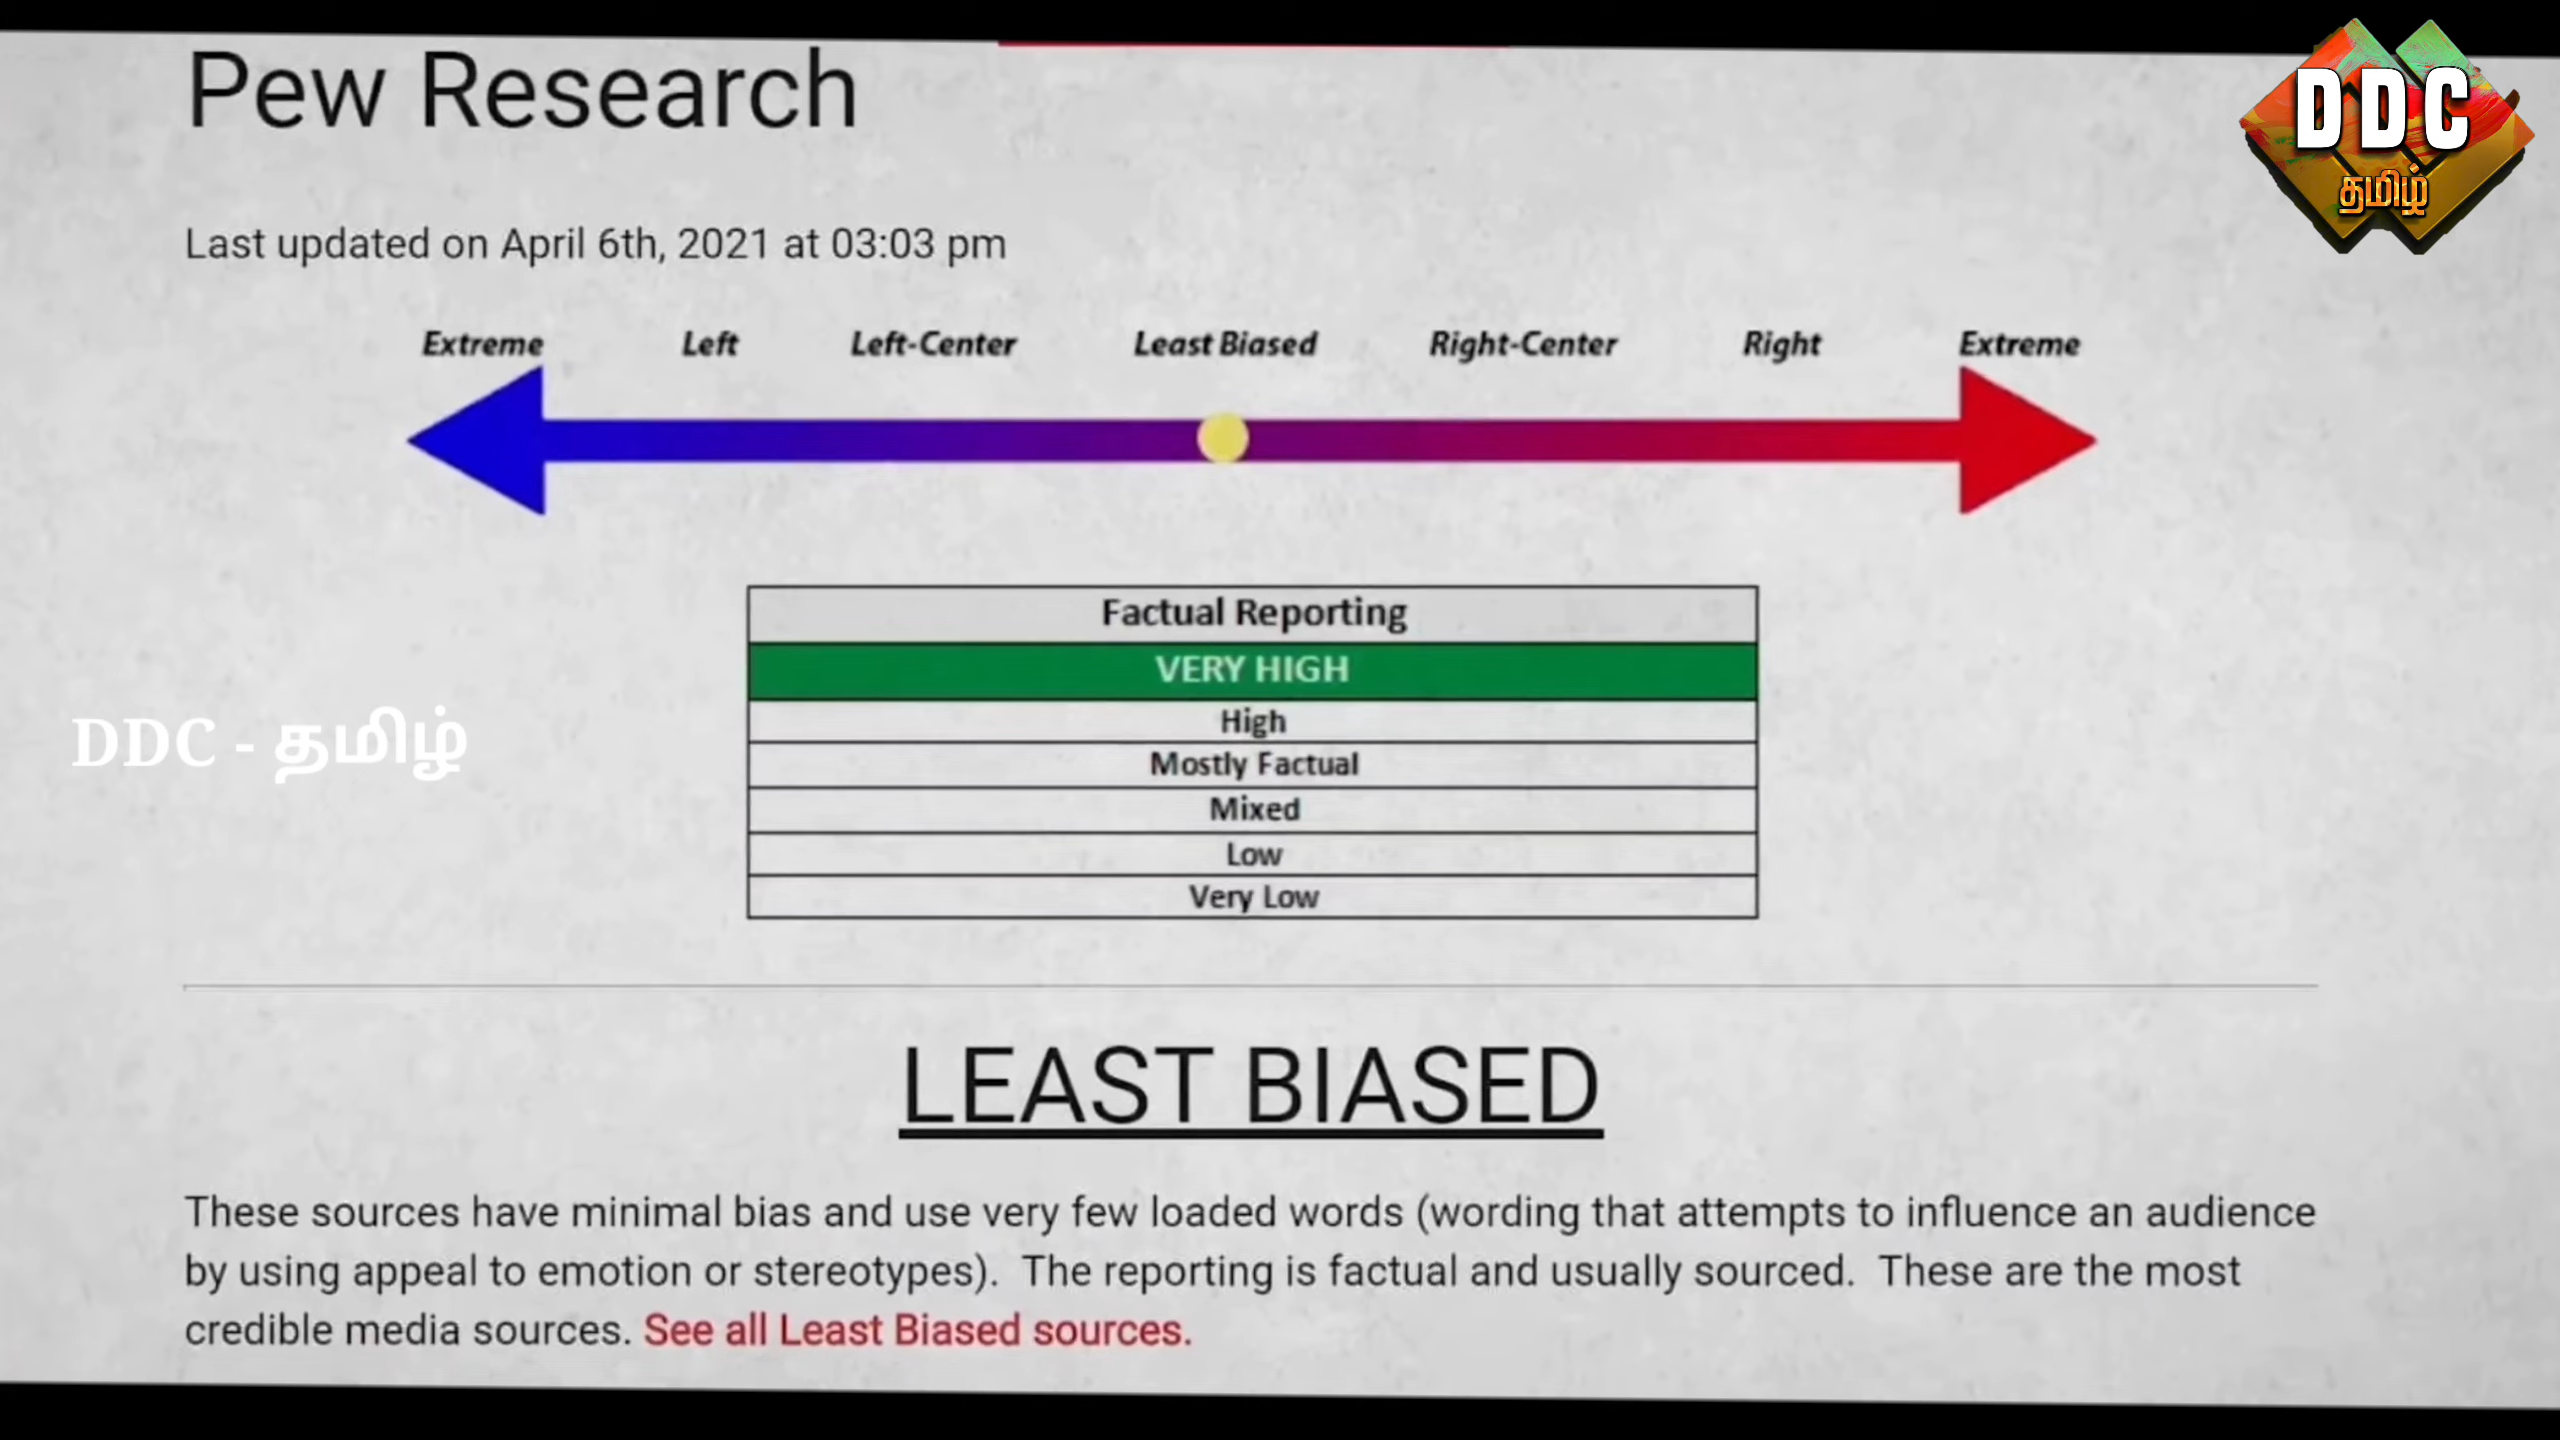 Pew Research
DDC
தமிழ்
Last updated on April 6th, 2021 at 03:03 pm
Extreme Left Left-Center Least Biased Right-Center Right Extreme
Factual Reporting
VERY HIGH
High
Mostly Factual
Mixed
Low
Very Low
DDC - தமிழ்
LEAST BIASED
These sources have minimal bias and use very few loaded words (wording that attempts to influence an audience
by using appeal to emotion or stereotypes). The reporting is factual and usually sourced. These are the most
credible media sources. See all Least Biased sources.